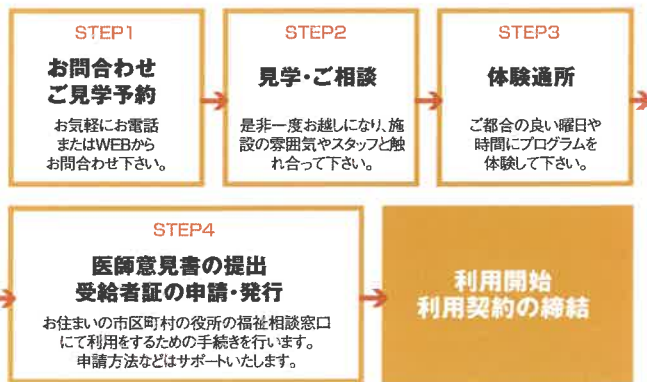 STEP1
お問合わせ
ご見学予約
お気軽にお電話
またはWEBから
お問合わせ下さい。
STEP2
見学・ご相談
是非一度お越しになり、施
設の雰囲気やスタッフと触
れ合って下さい。
STEP3
体験通所
ご都合の良い曜日や
時間にプログラムを
体験して下さい。
STEP4
医師意見書の提出
受給者証の申請・発行
お住まいの市区町村の役所の福祉相談窓口
にて利用をするための手続きを行います。
申請方法などはサポートいたします。
利用開始
利用契約の締結